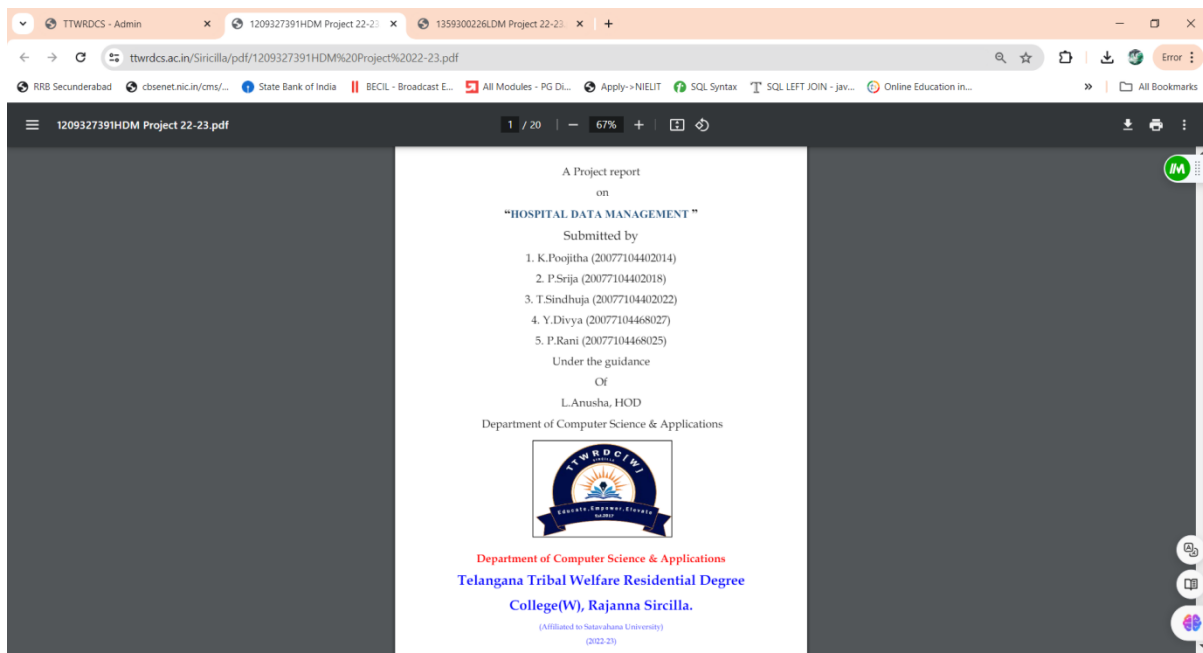 TTWRDCS - Admin
1209327391HDM Project 22-23
1359300226LDM Project 22-23
ttwrdcs.ac.in/Siricilla/pdf/1209327391HDM%20Project%2022-23.pdf
Error
RRB Secunderabad
cbsenet.nic.in/cms/...
State Bank of India
BECIL - Broadcast E...
All Modules - PG Di...
Apply->NIELIT
SQL Syntax
SQL LEFT JOIN - jav...
Online Education in...
All Bookmarks
1209327391HDM Project 22-23.pdf
1 / 20
67%
A Project report
on
“HOSPITAL DATA MANAGEMENT ”
Submitted by
1. K.Poojitha (20077104402014)
2. P.Srija (20077104402018)
3. T.Sindhuja (20077104402022)
4. Y.Divya (20077104468027)
5. P.Rani (20077104468025)
Under the guidance
Of
L.Anusha, HOD
Department of Computer Science & Applications
TTWRDC[W]
SIRCILLA
Educate, Empower, Elevate
Est.2017
Department of Computer Science & Applications
Telangana Tribal Welfare Residential Degree
College(W), Rajanna Sircilla.
(Affiliated to Satavahana University)
(2022-23)